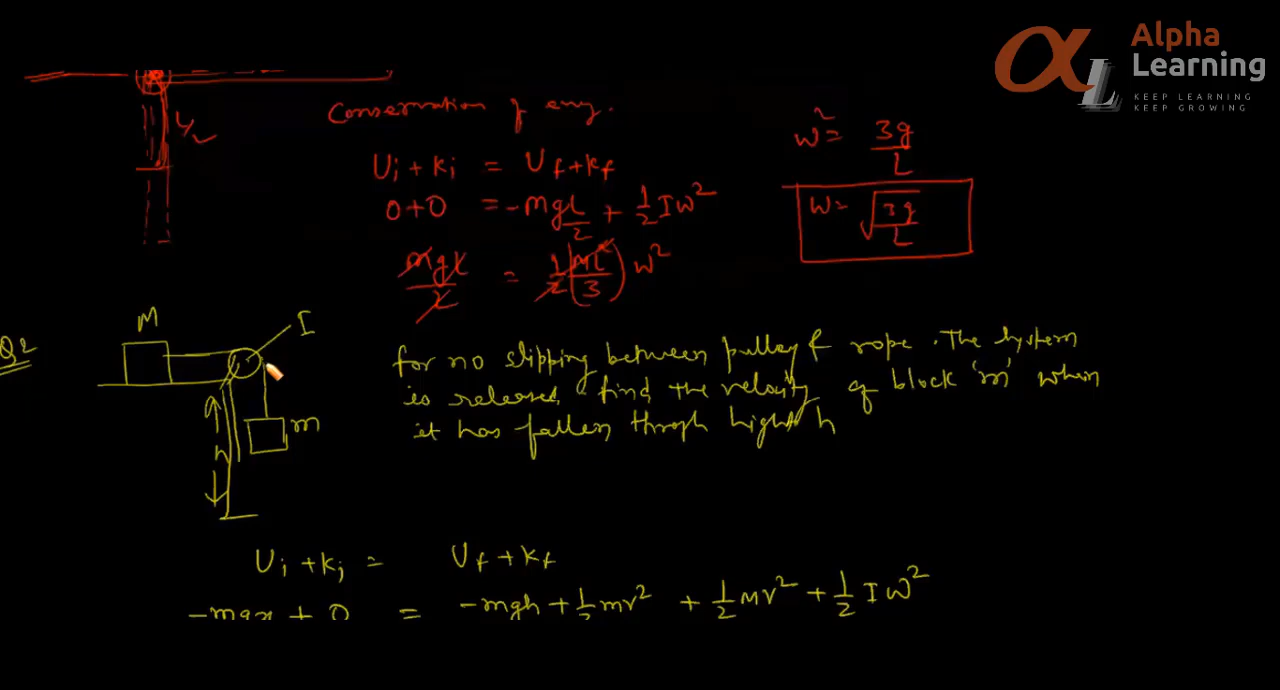 Alpha
Learning
KEEP LEARNING
KEEP GROWING
L/2
Conservation of energy.
Ui + Ki = Uf + Kf
0 + 0 = -mgL/2 + 1/2 Iω²
mgL/2 = 1/2 (ML²/3) ω²
ω² = 3g/L
ω = √(3g/L)
Q2
M
I
m
h
for no slipping between pulley & rope. The system
is released, find the velocity of block 'm' when
it has fallen through h
Ui + Ki = Uf + Kf
+ 0 = -mgh + 1/2 mv² + 1/2 Mv² + 1/2 Iω²